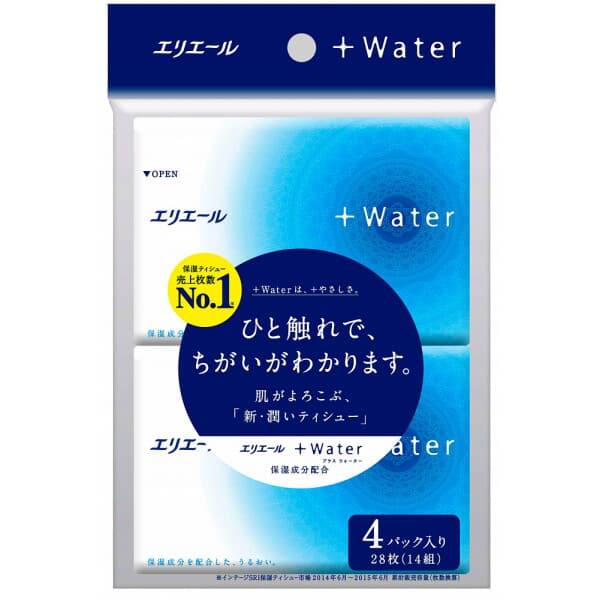 エリエール
+Water
▼OPEN
エリエール
+Water
保湿ティシュー
売上枚数
No.1※
+Waterは、+やさしさ。
ひと触れで、
ちがいがわかります。
肌がよろこぶ、
「新・潤いティシュー」
エリエール +Water
プラス ウォーター
保湿成分配合
保湿成分
エリエ
ater
保湿成分を配合した、うるおい。
4パック入り
28枚(14組)
※インテージSRI保湿ティシュー市場 2014年6月~2015年6月 累計販売容量(枚数換算)